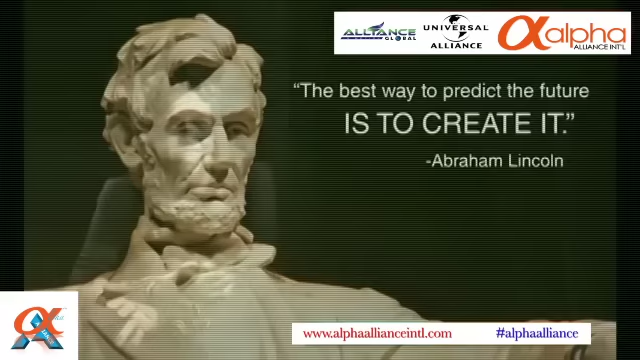 ALLIANCE
GLOBAL
UNIVERSAL
ALLIANCE
alpha
ALLIANCE INT'L
“The best way to predict the future
IS TO CREATE IT.”
-Abraham Lincoln
www.alphaallianceintl.com
#alphaalliance